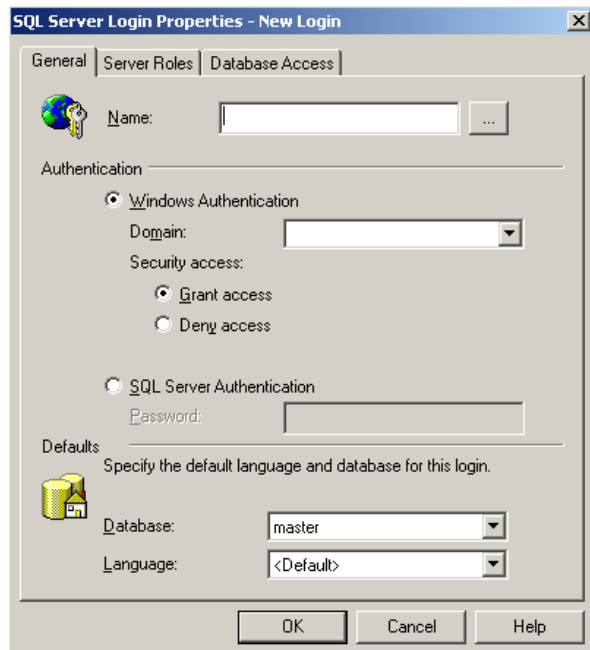 SQL Server Login Properties - New Login
General Server Roles Database Access
Name: ...
Authentication
Windows Authentication
Domain:
Security access:
Grant access
Deny access
SQL Server Authentication
Password:
Defaults
Specify the default language and database for this login.
Database: master
Language: <Default>
OK Cancel Help